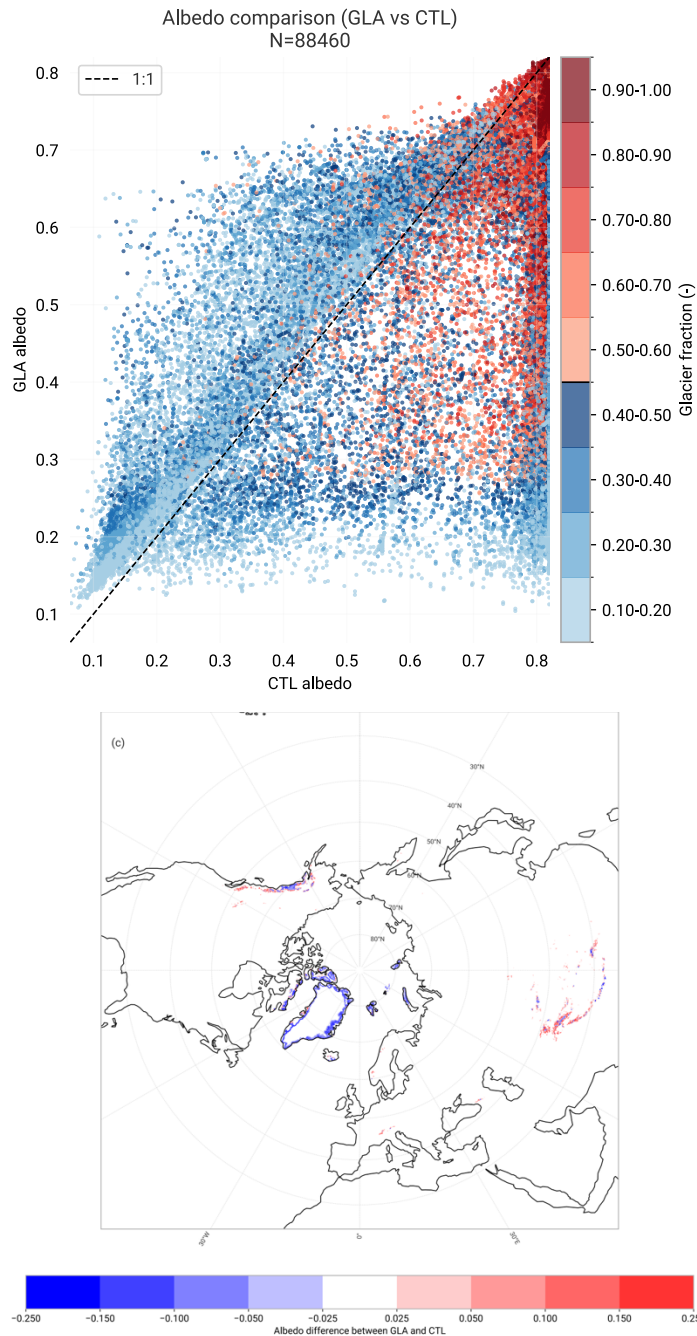 Albedo comparison (GLA vs CTL)
N=88460
1:1
0.8
0.7
0.6
0.5
0.4
0.3
0.2
0.1
GLA albedo
0.1 0.2 0.3 0.4 0.5 0.6 0.7 0.8
CTL albedo
0.90-1.00
0.80-0.90
0.70-0.80
0.60-0.70
0.50-0.60
0.40-0.50
0.30-0.40
0.20-0.30
0.10-0.20
Glacier fraction (-)
(c)
30°N
40°N
50°N
60°N
70°N
80°N
30°W
0°
30°E
−0.250 −0.150 −0.100 −0.050 −0.025 0.025 0.050 0.100 0.150
Albedo difference between GLA and CTL